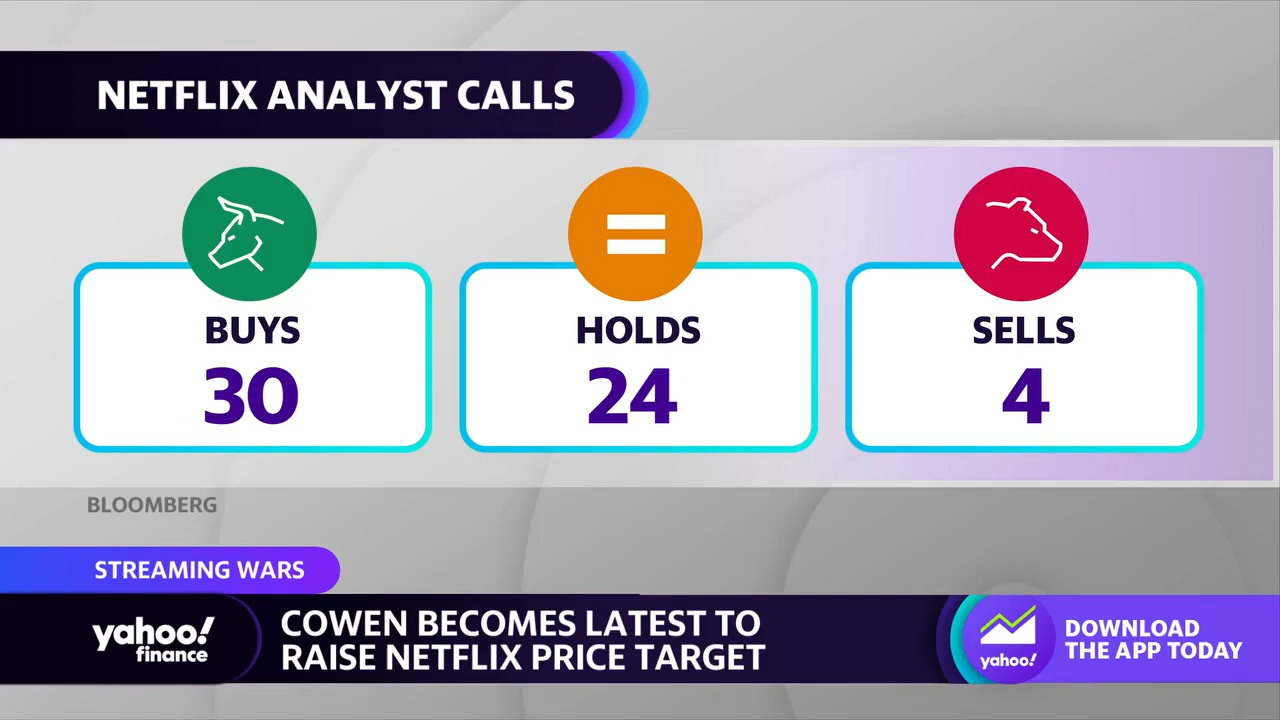 NETFLIX ANALYST CALLS
BUYS
30
HOLDS
24
SELLS
4
BLOOMBERG
STREAMING WARS
yahoo!
finance
COWEN BECOMES LATEST TO
RAISE NETFLIX PRICE TARGET
yahoo!
DOWNLOAD
THE APP TODAY